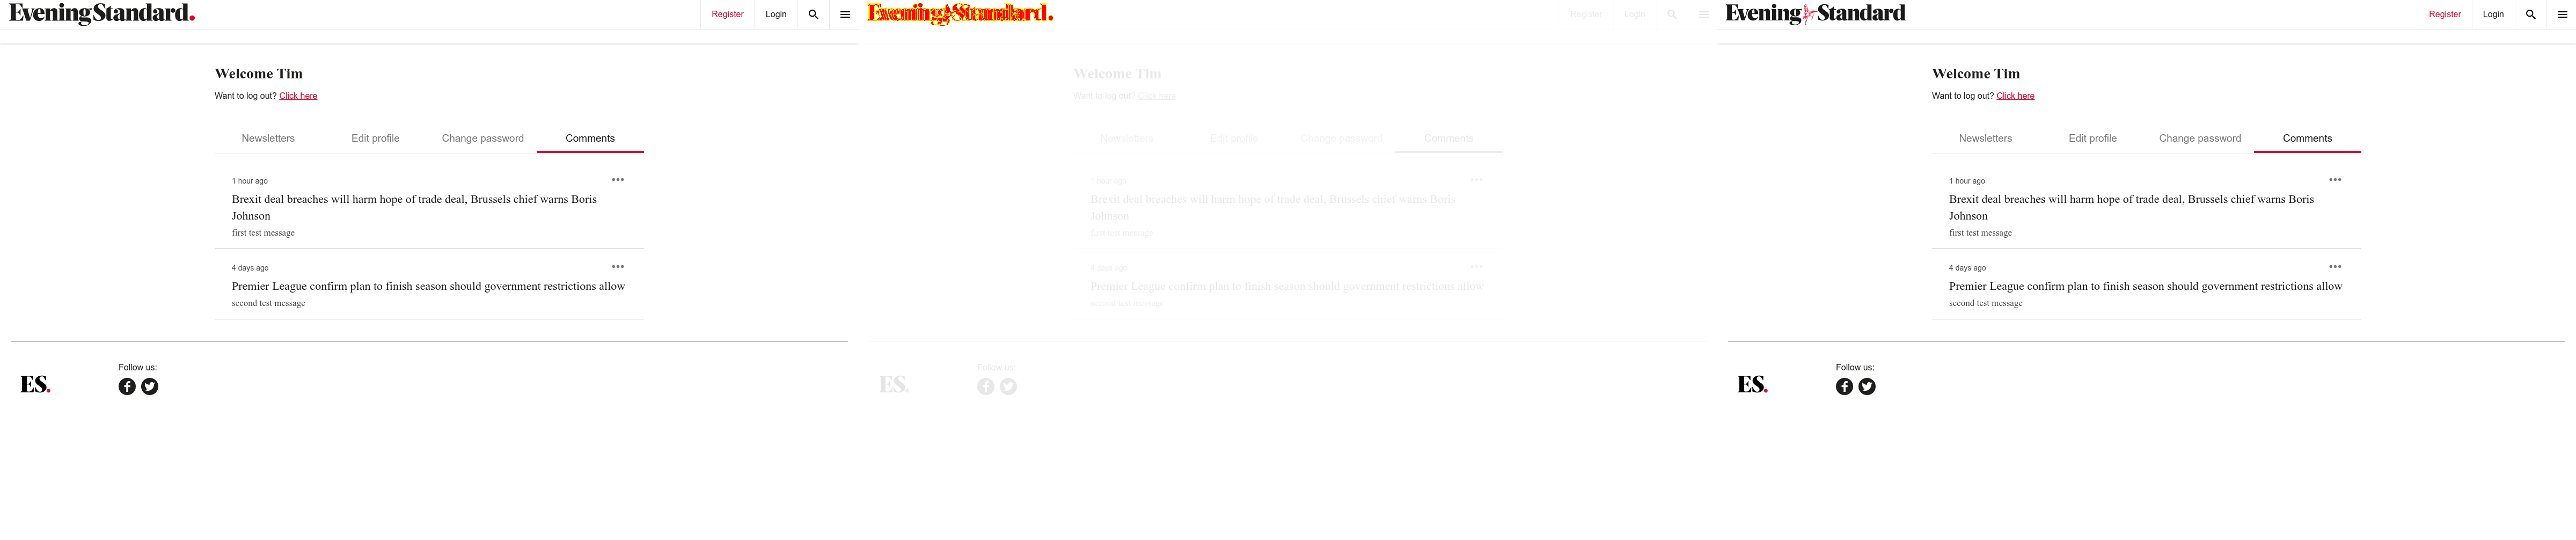 Evening Standard.
Register
Login
Welcome Tim
Want to log out? Click here
Newsletters
Edit profile
Change password
Comments
1 hour ago
Brexit deal breaches will harm hope of trade deal, Brussels chief warns Boris
Johnson
first test message
4 days ago
Premier League confirm plan to finish season should government restrictions allow
second test message
Follow us:
ES.
Evening Standard.
Register
Login
Welcome Tim
Want to log out? Click here
Newsletters
Edit profile
Change password
Comments
1 hour ago
Brexit deal breaches will harm hope of trade deal, Brussels chief warns Boris
Johnson
first test message
4 days ago
Premier League confirm plan to finish season should government restrictions allow
second test message
Follow us:
ES.
Evening Standard
Register
Login
Welcome Tim
Want to log out? Click here
Newsletters
Edit profile
Change password
Comments
1 hour ago
Brexit deal breaches will harm hope of trade deal, Brussels chief warns Boris
Johnson
first test message
4 days ago
Premier League confirm plan to finish season should government restrictions allow
second test message
Follow us:
ES.